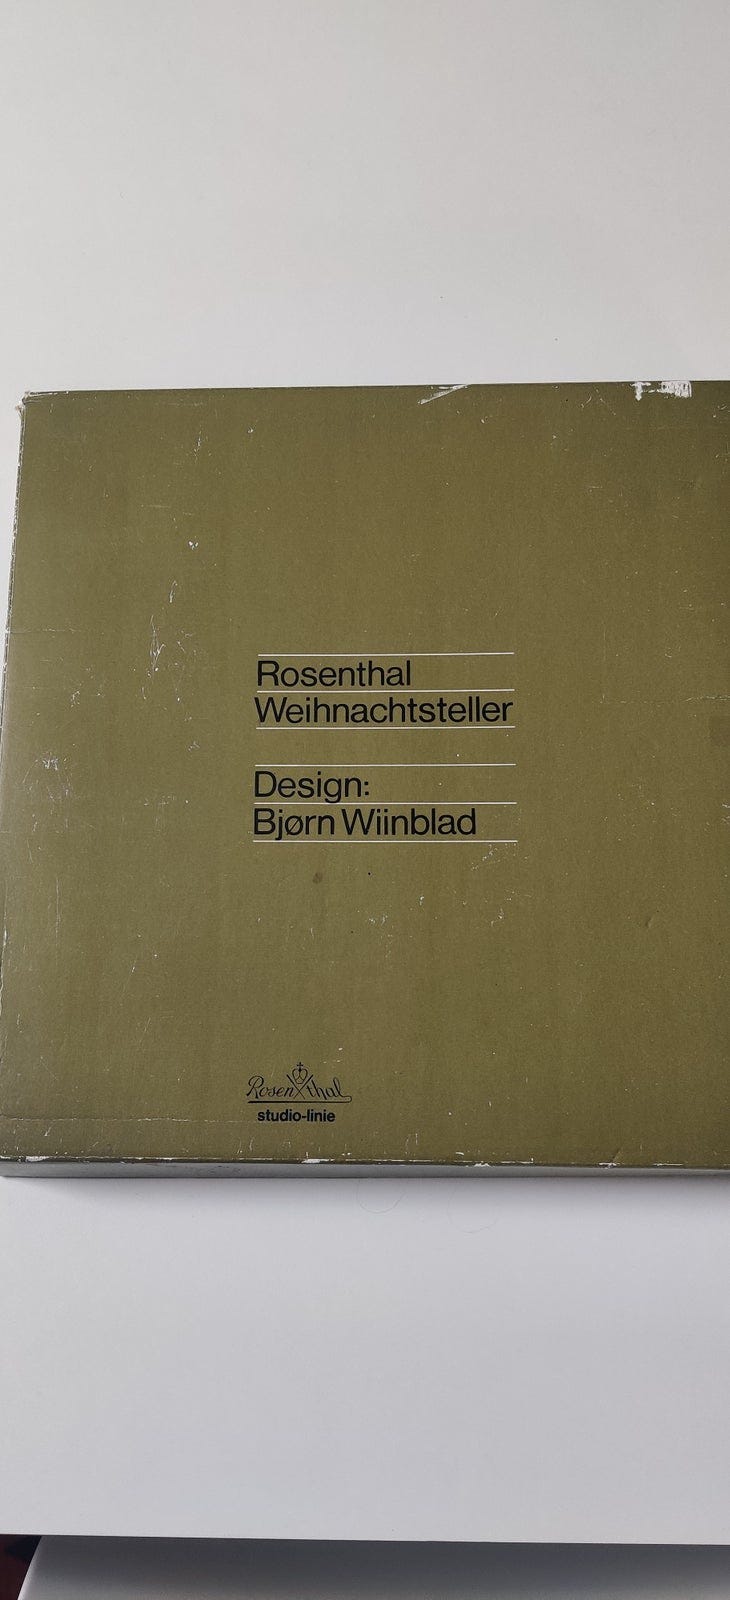 Rosenthal
Weihnachtsteller
Design:
Bjørn Wiinblad
Rosenthal
studio-linie